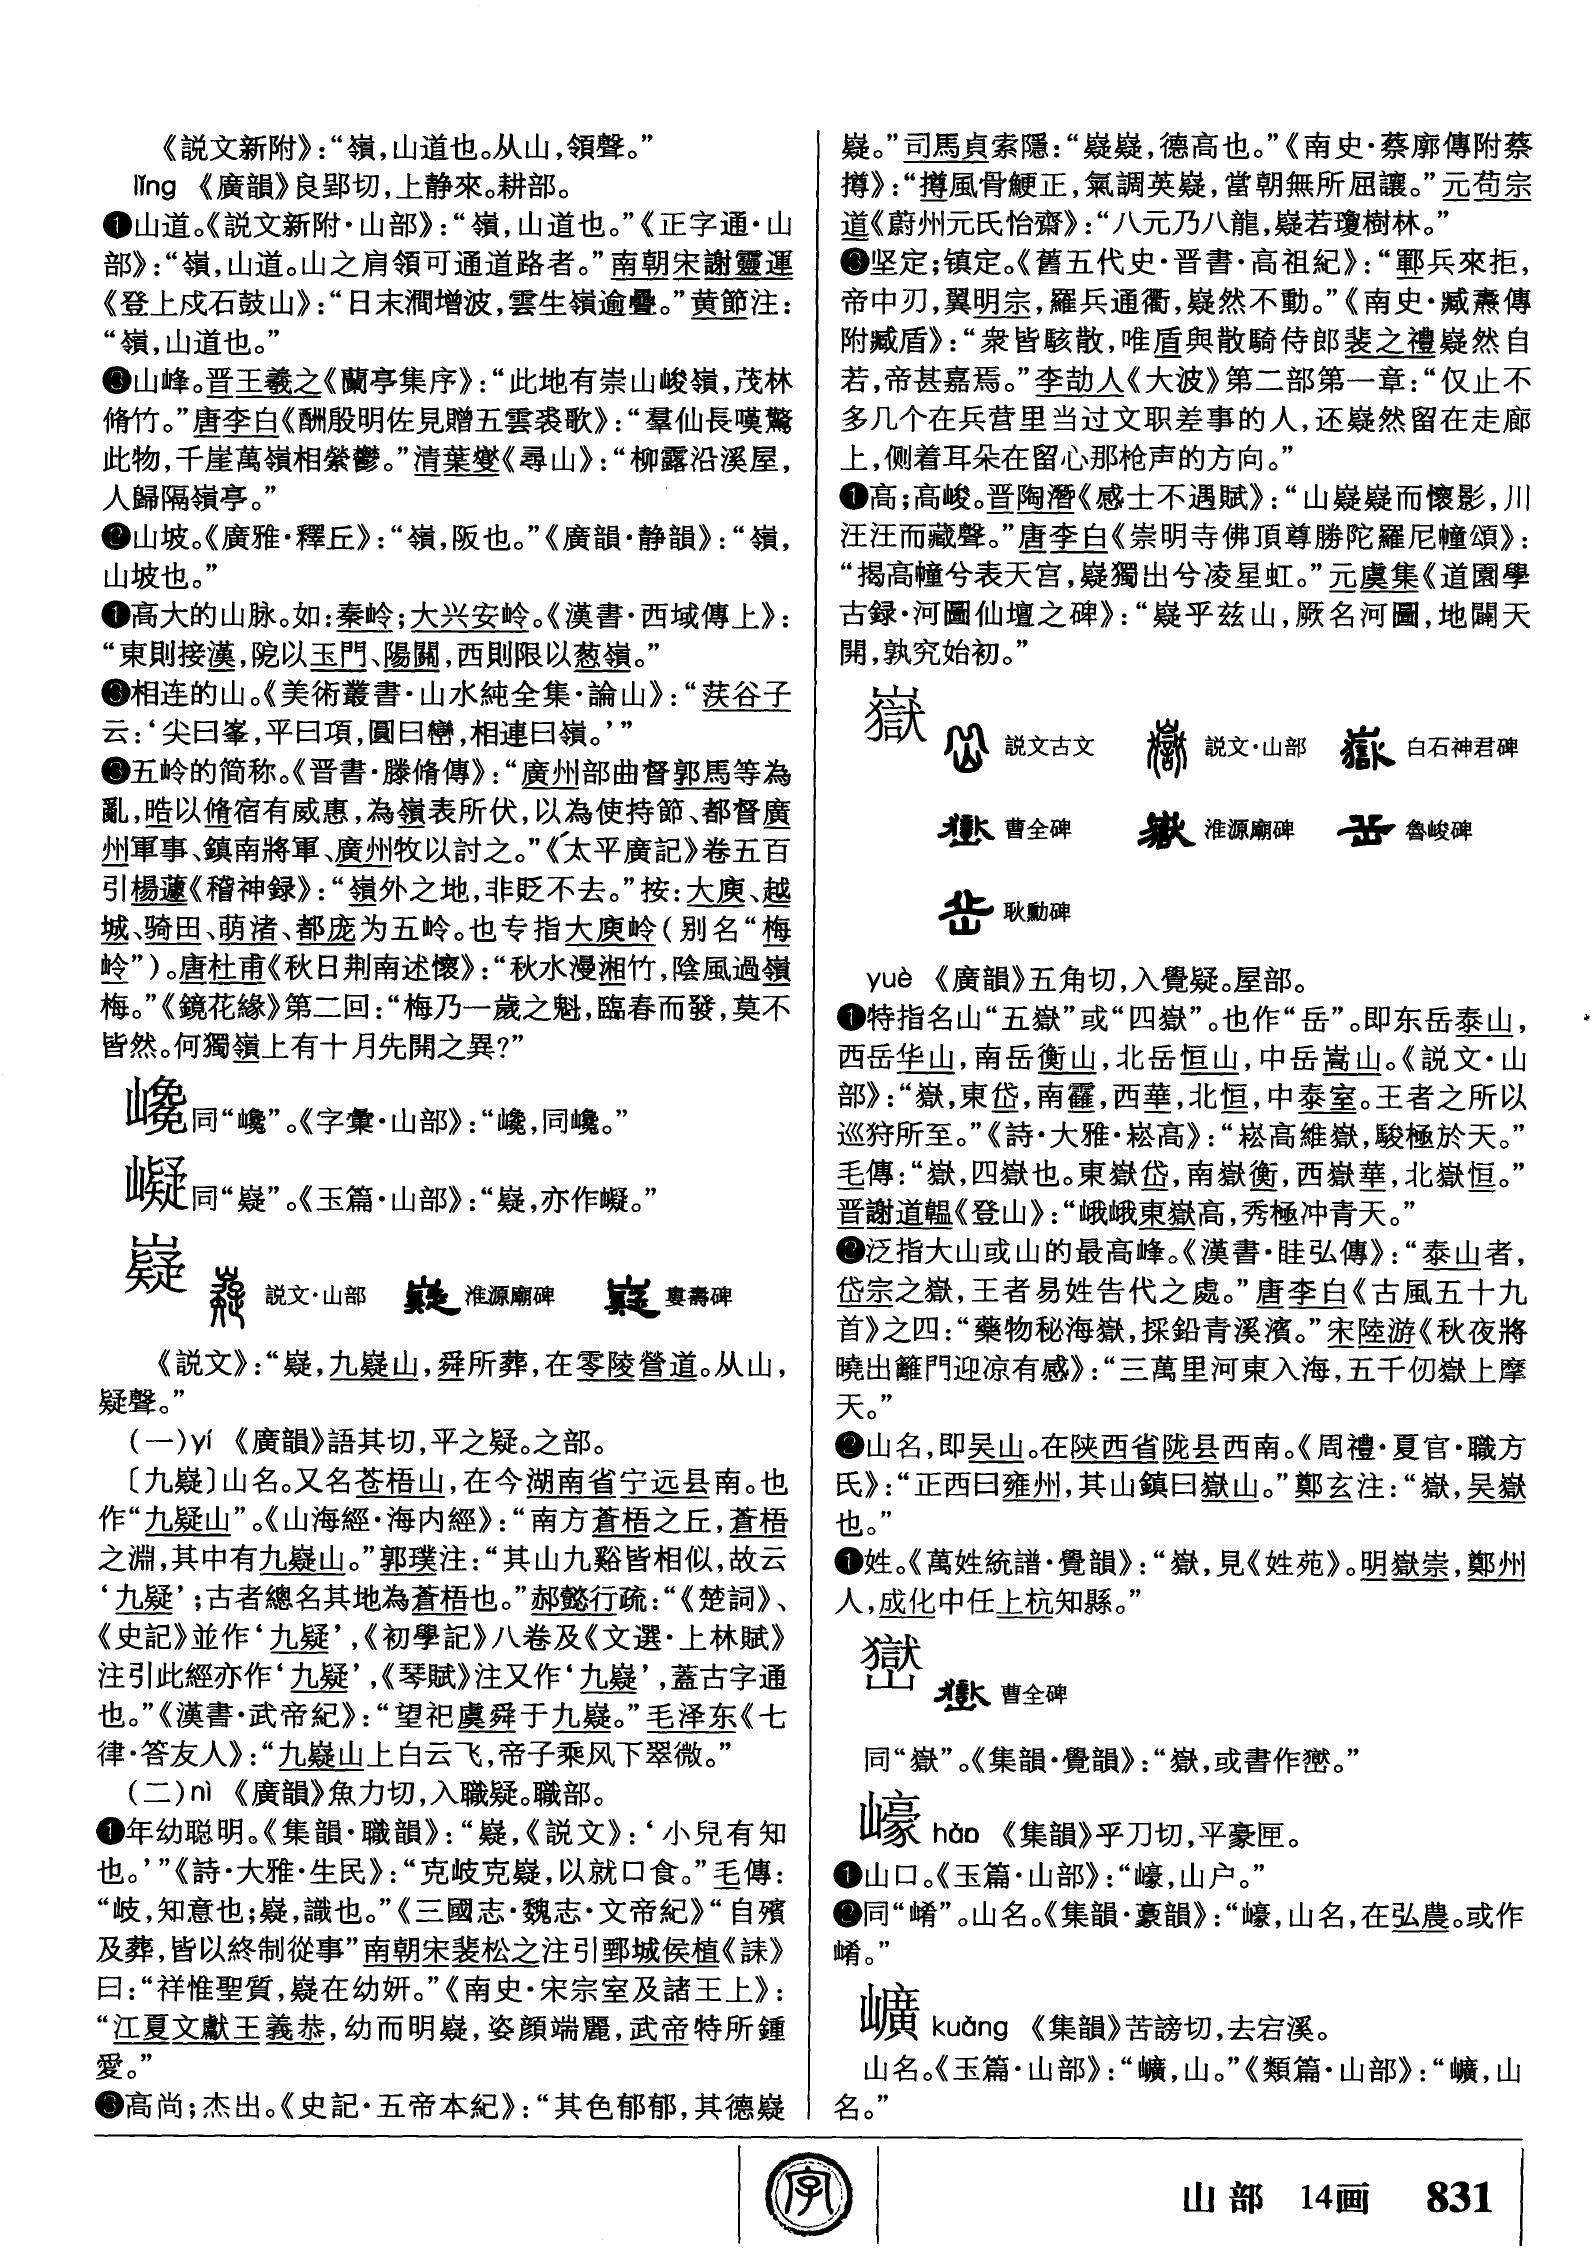 《説文新附》：“嶺，山道也。从山，領聲。”
lǐng 《廣韻》良郢切，上静來。耕部。
❶山道。《説文新附·山部》：“嶺，山道也。”《正字通·山
部》：“嶺，山道。山之肩領可通道路者。”南朝宋謝靈運
《登上戍石鼓山》：“日末澗增波，雲生嶺逾疊。”黄節注：
“嶺，山道也。”
❸山峰。晋王羲之《蘭亭集序》：“此地有崇山峻嶺，茂林
脩竹。”唐李白《酬殷明佐見贈五雲裘歌》：“羣仙長嘆驚
此物，千崖萬嶺相縈鬱。”清葉燮《尋山》：“柳露沿溪屋，
人歸隔嶺亭。”
❷山坡。《廣雅·釋丘》：“嶺，阪也。”《廣韻·静韻》：“嶺，
山坡也。”
❶高大的山脉。如：秦岭；大兴安岭。《漢書·西域傳上》：
“東則接漢，阸以玉門、陽關，西則限以葱嶺。”
❸相连的山。《美術叢書·山水純全集·論山》：“茙谷子
云：‘尖曰峯，平曰項，圓曰巒，相連曰嶺。’”
❸五岭的简称。《晋書·滕脩傳》：“廣州部曲督郭馬等為
亂，晧以脩宿有威惠，為嶺表所伏，以為使持節、都督廣
州軍事、鎮南將軍、廣州牧以討之。”《太平廣記》卷五百
引楊蘧《稽神録》：“嶺外之地，非貶不去。”按：大庾、越
城、骑田、萌渚、都庞为五岭。也专指大庾岭（别名“梅
岭”）。唐杜甫《秋日荆南述懷》：“秋水漫湘竹，陰風過嶺
梅。”《鏡花緣》第二回：“梅乃一歲之魁，臨春而發，莫不
皆然。何獨嶺上有十月先開之異？”
巉同“巉”。《字彙·山部》：“巉，同巉。”
㠜同“嶷”。《玉篇·山部》：“嶷，亦作㠜。”
嶷 説文·山部 淮源廟碑 婁壽碑
《説文》：“嶷，九嶷山，舜所葬，在零陵營道。从山，
疑聲。”
（一）yí 《廣韻》語其切，平之疑。之部。
〔九嶷〕山名。又名苍梧山，在今湖南省宁远县南。也
作“九疑山”。《山海經·海内經》：“南方蒼梧之丘，蒼梧
之淵，其中有九嶷山。”郭璞注：“其山九谿皆相似，故云
‘九疑’；古者總名其地為蒼梧也。”郝懿行疏：“《楚詞》、
《史記》並作‘九疑’，《初學記》八卷及《文選·上林賦》
注引此經亦作‘九疑’，《琴賦》注又作‘九嶷’，蓋古字通
也。”《漢書·武帝紀》：“望祀虞舜于九嶷。”毛泽东《七
律·答友人》：“九嶷山上白云飞，帝子乘风下翠微。”
（二）nì 《廣韻》魚力切，入職疑。職部。
❶年幼聪明。《集韻·職韻》：“嶷，《説文》：‘小兒有知
也。’”《詩·大雅·生民》：“克岐克嶷，以就口食。”毛傳：
“岐，知意也；嶷，識也。”《三國志·魏志·文帝紀》“自殯
及葬，皆以終制從事”南朝宋裴松之注引鄄城侯植《誄》
曰：“祥惟聖質，嶷在幼妍。”《南史·宋宗室及諸王上》：
“江夏文獻王義恭，幼而明嶷，姿顔端麗，武帝特所鍾
愛。”
❸高尚；杰出。《史記·五帝本紀》：“其色郁郁，其德嶷
嶷。”司馬貞索隱：“嶷嶷，德高也。”《南史·蔡廓傳附蔡
撙》：“撙風骨鯁正，氣調英嶷，當朝無所屈讓。”元苟宗
道《蔚州元氏怡齋》：“八元乃八龍，嶷若瓊樹林。”
❸坚定；镇定。《舊五代史·晋書·高祖紀》：“鄆兵來拒，
帝中刃，翼明宗，羅兵通衢，嶷然不動。”《南史·臧燾傳
附臧盾》：“衆皆駭散，唯盾與散騎侍郎裴之禮嶷然自
若，帝甚嘉焉。”李劼人《大波》第二部第一章：“仅止不
多几个在兵营里当过文职差事的人，还嶷然留在走廊
上，侧着耳朵在留心那枪声的方向。”
❶高；高峻。晋陶潛《感士不遇賦》：“山嶷嶷而懷影，川
汪汪而藏聲。”唐李白《崇明寺佛頂尊勝陀羅尼幢頌》：
“揭高幢兮表天宫，嶷獨出兮凌星虹。”元虞集《道園學
古録·河圖仙壇之碑》：“嶷乎兹山，厥名河圖，地闢天
開，孰究始初。”
嶽 説文古文 説文·山部 白石神君碑
曹全碑 淮源廟碑 魯峻碑
耿勳碑
yuè 《廣韻》五角切，入覺疑。屋部。
❶特指名山“五嶽”或“四嶽”。也作“岳”。即东岳泰山，
西岳华山，南岳衡山，北岳恒山，中岳嵩山。《説文·山
部》：“嶽，東岱，南靃，西華，北恒，中泰室。王者之所以
巡狩所至。”《詩·大雅·崧高》：“崧高維嶽，駿極於天。”
毛傳：“嶽，四嶽也。東嶽岱，南嶽衡，西嶽華，北嶽恒。”
晋謝道韞《登山》：“峨峨東嶽高，秀極冲青天。”
❷泛指大山或山的最高峰。《漢書·眭弘傳》：“泰山者，
岱宗之嶽，王者易姓告代之處。”唐李白《古風五十九
首》之四：“藥物秘海嶽，採鉛青溪濱。”宋陸游《秋夜將
曉出籬門迎凉有感》：“三萬里河東入海，五千仞嶽上摩
天。”
❷山名，即吴山。在陕西省陇县西南。《周禮·夏官·職方
氏》：“正西曰雍州，其山鎮曰嶽山。”鄭玄注：“嶽，吴嶽
也。”
❶姓。《萬姓統譜·覺韻》：“嶽，見《姓苑》。明嶽崇，鄭州
人，成化中任上杭知縣。”
㠛 曹全碑
同“嶽”。《集韻·覺韻》：“嶽，或書作㠛。”
㠙 háo 《集韻》乎刀切，平豪匣。
❶山口。《玉篇·山部》：“㠙，山户。”
❷同“崤”。山名。《集韻·豪韻》：“㠙，山名，在弘農。或作
崤。”
㠠 kuǎng 《集韻》苦謗切，去宕溪。
山名。《玉篇·山部》：“㠠，山。”《類篇·山部》：“㠠，山
名。”
字
山部 14画 831